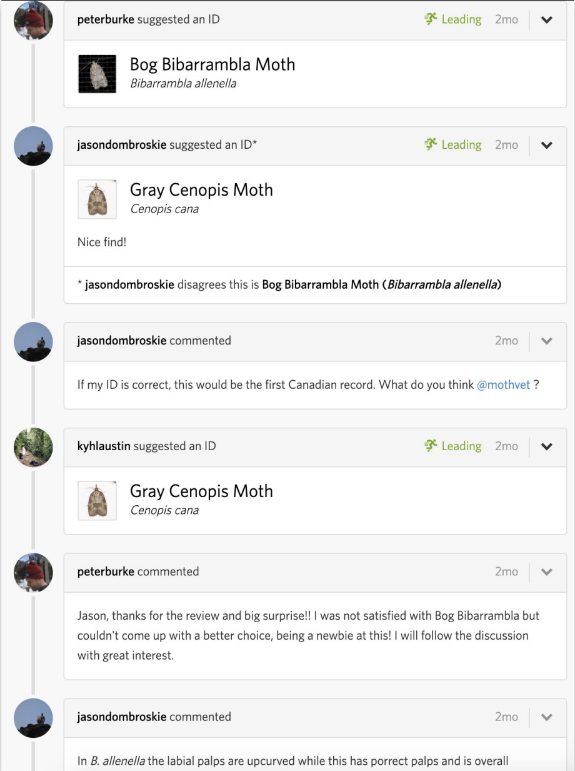 peterburke suggested an ID Leading 2mo
Bog Bibarrambla Moth
Bibarrambla allenella
jasondombroskie suggested an ID* Leading 2mo
Gray Cenopis Moth
Cenopis cana
Nice find!
* jasondombroskie disagrees this is Bog Bibarrambla Moth (Bibarrambla allenella)
jasondombroskie commented 2mo
If my ID is correct, this would be the first Canadian record. What do you think @mothvet ?
kyhlaustin suggested an ID Leading 2mo
Gray Cenopis Moth
Cenopis cana
peterburke commented 2mo
Jason, thanks for the review and big surprise!! I was not satisfied with Bog Bibarrambla but
couldn't come up with a better choice, being a newbie at this! I will follow the discussion
with great interest.
jasondombroskie commented 2mo
In B. allenella the labial palps are upcurved while this has porrect palps and is overall